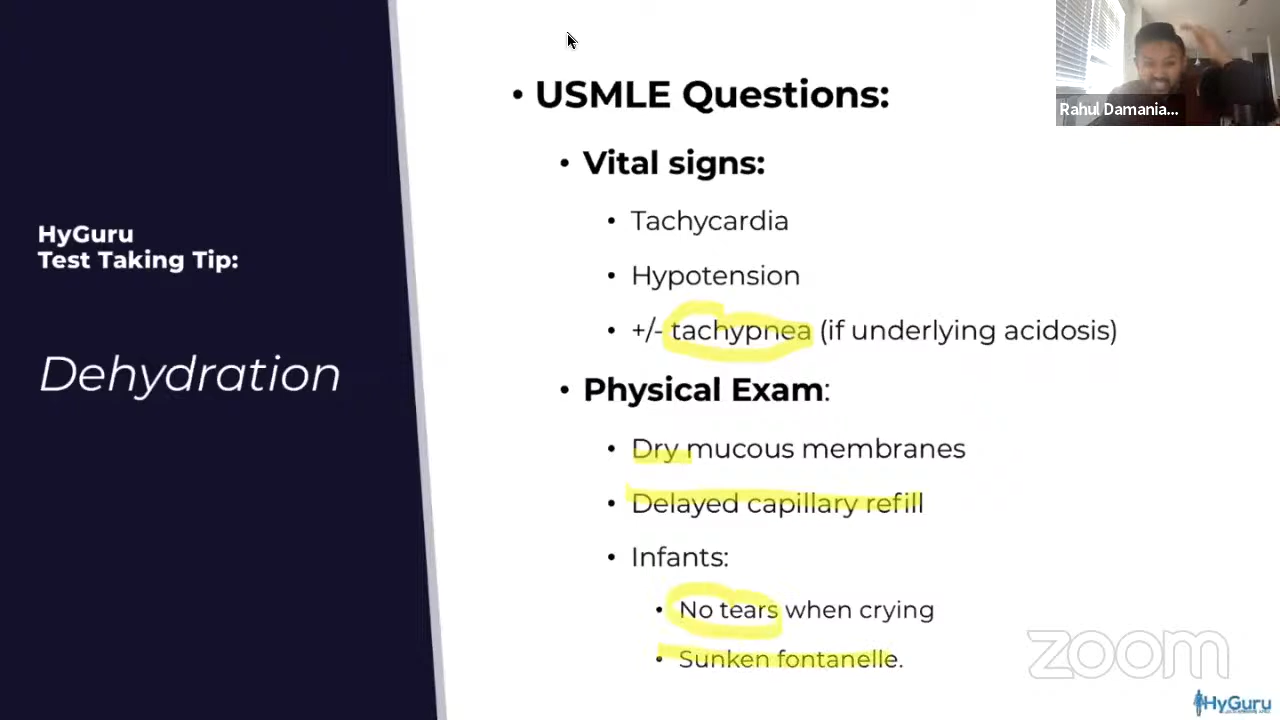 HyGuru
Test Taking Tip:
Dehydration
• USMLE Questions:
• Vital signs:
• Tachycardia
• Hypotension
• +/- tachypnea (if underlying acidosis)
• Physical Exam:
• Dry mucous membranes
• Delayed capillary refill
• Infants:
• No tears when crying
• Sunken fontanelle.
Rahul Damania...
zoom
HyGuru